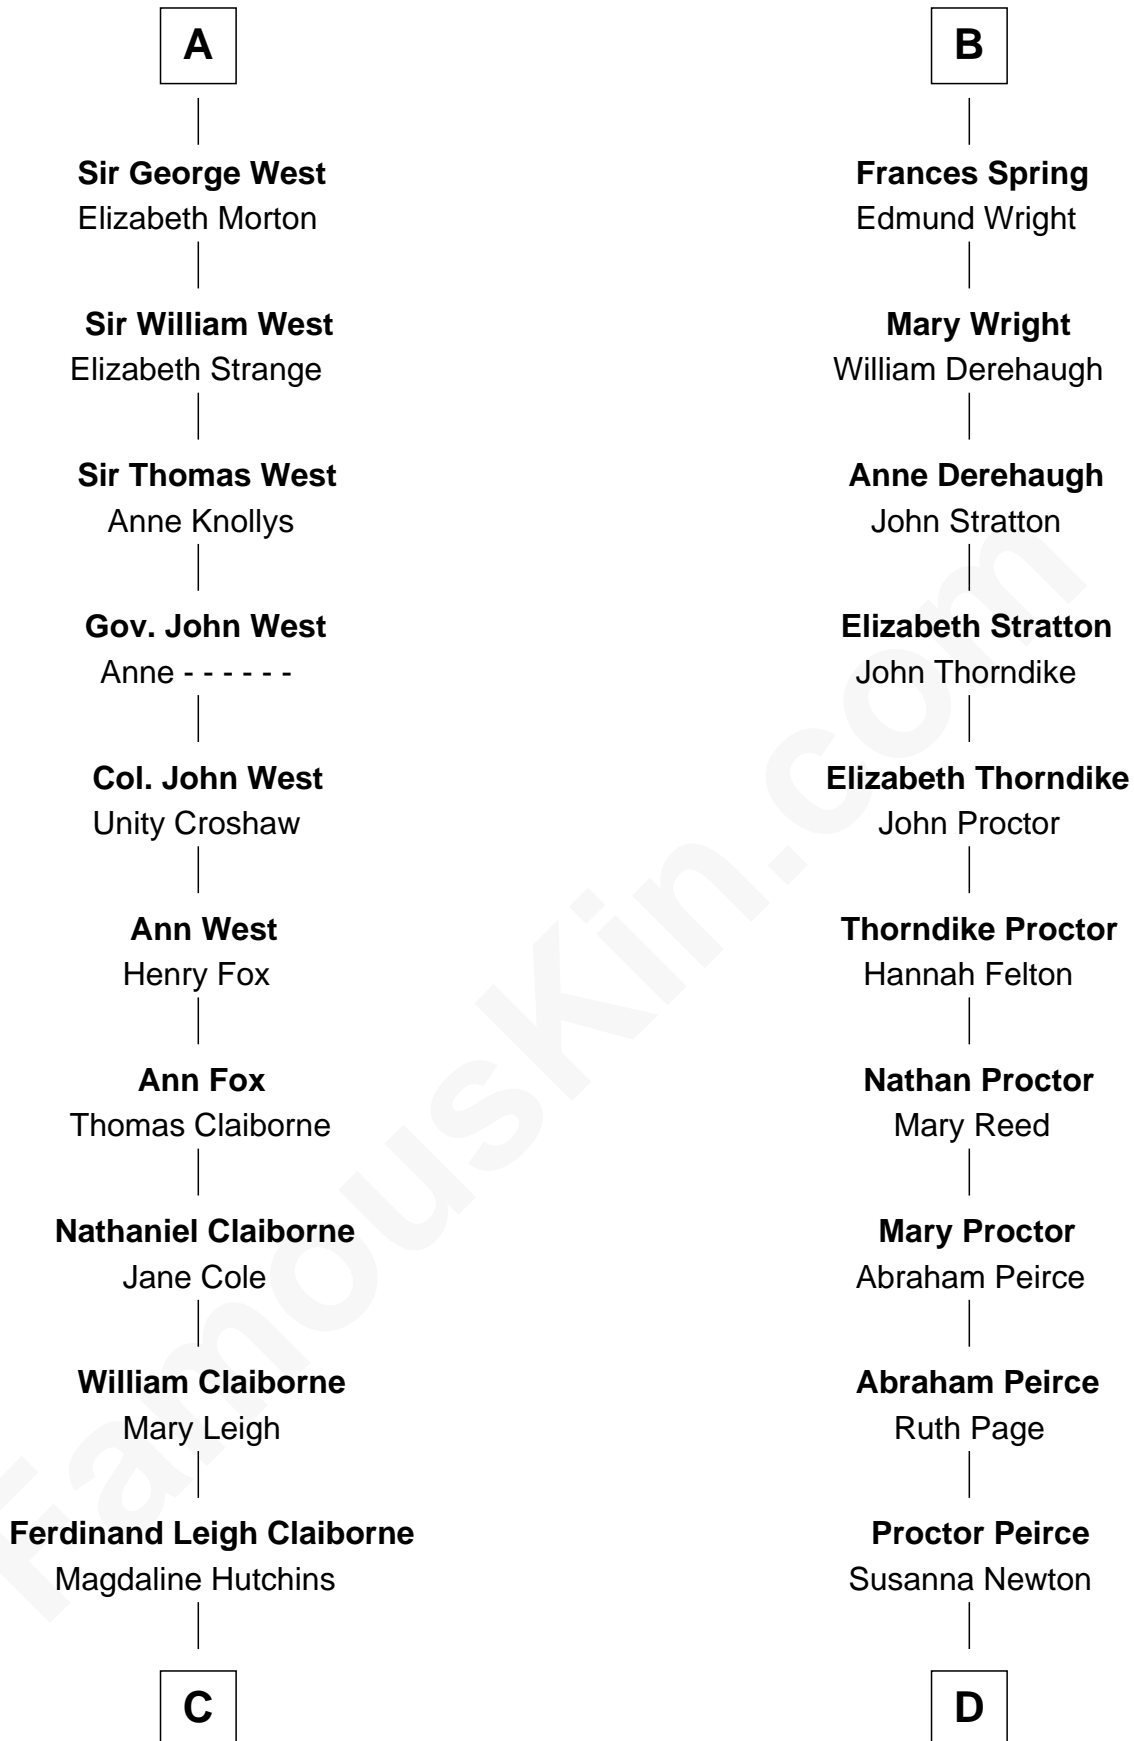 A
Sir George West
Elizabeth Morton
Sir William West
Elizabeth Strange
Sir Thomas West
Anne Knollys
Gov. John West
Anne - - - - - -
Col. John West
Unity Croshaw
Ann West
Henry Fox
Ann Fox
Thomas Claiborne
Nathaniel Claiborne
Jane Cole
William Claiborne
Mary Leigh
Ferdinand Leigh Claiborne
Magdaline Hutchins
C
B
Frances Spring
Edmund Wright
Mary Wright
William Derehaugh
Anne Derehaugh
John Stratton
Elizabeth Stratton
John Thorndike
Elizabeth Thorndike
John Proctor
Thorndike Proctor
Hannah Felton
Nathan Proctor
Mary Reed
Mary Proctor
Abraham Peirce
Abraham Peirce
Ruth Page
Proctor Peirce
Susanna Newton
D
FamousKin.com